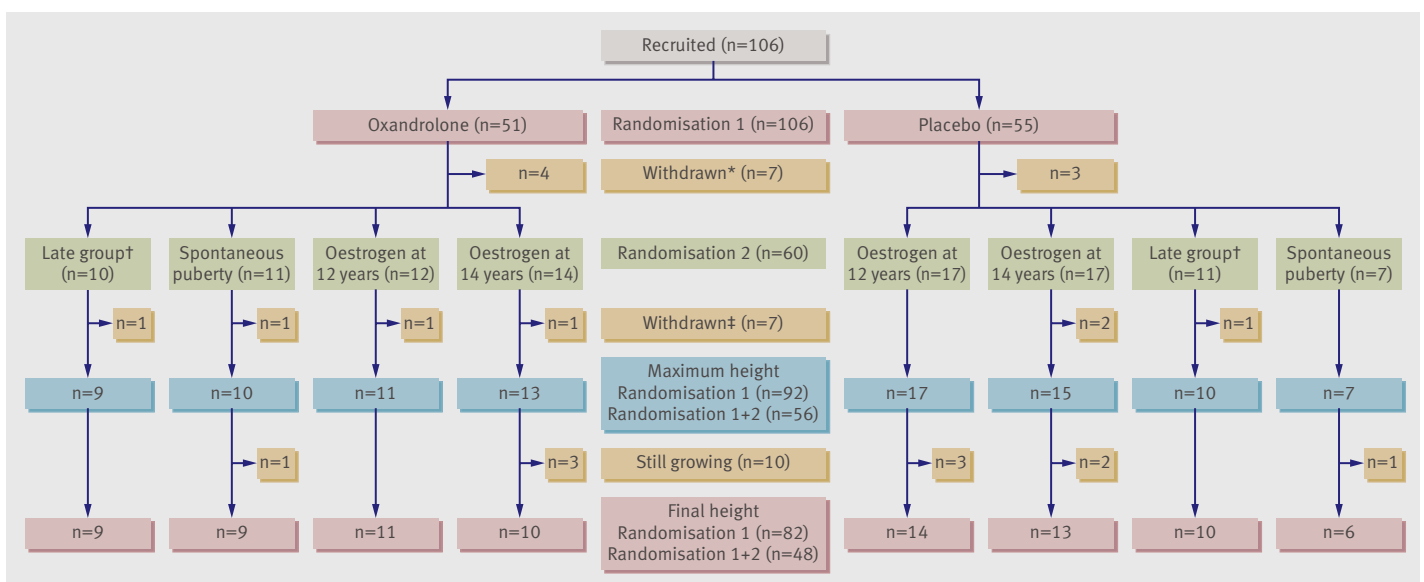 Recruited (n=106)
Oxandrolone (n=51)
Randomisation 1 (n=106)
Placebo (n=55)
n=4
Withdrawn* (n=7)
n=3
Late group†
(n=10)
Spontaneous
puberty (n=11)
Oestrogen at
12 years (n=12)
Oestrogen at
14 years (n=14)
Randomisation 2 (n=60)
Oestrogen at
12 years (n=17)
Oestrogen at
14 years (n=17)
Late group†
(n=11)
Spontaneous
puberty (n=7)
n=1
n=1
n=1
n=1
Withdrawn‡ (n=7)
n=2
n=1
n=9
n=10
n=11
n=13
Maximum height
Randomisation 1 (n=92)
Randomisation 1+2 (n=56)
n=17
n=15
n=10
n=7
n=1
n=3
Still growing (n=10)
n=3
n=2
n=1
n=9
n=9
n=11
n=10
Final height
Randomisation 1 (n=82)
Randomisation 1+2 (n=48)
n=14
n=13
n=10
n=6